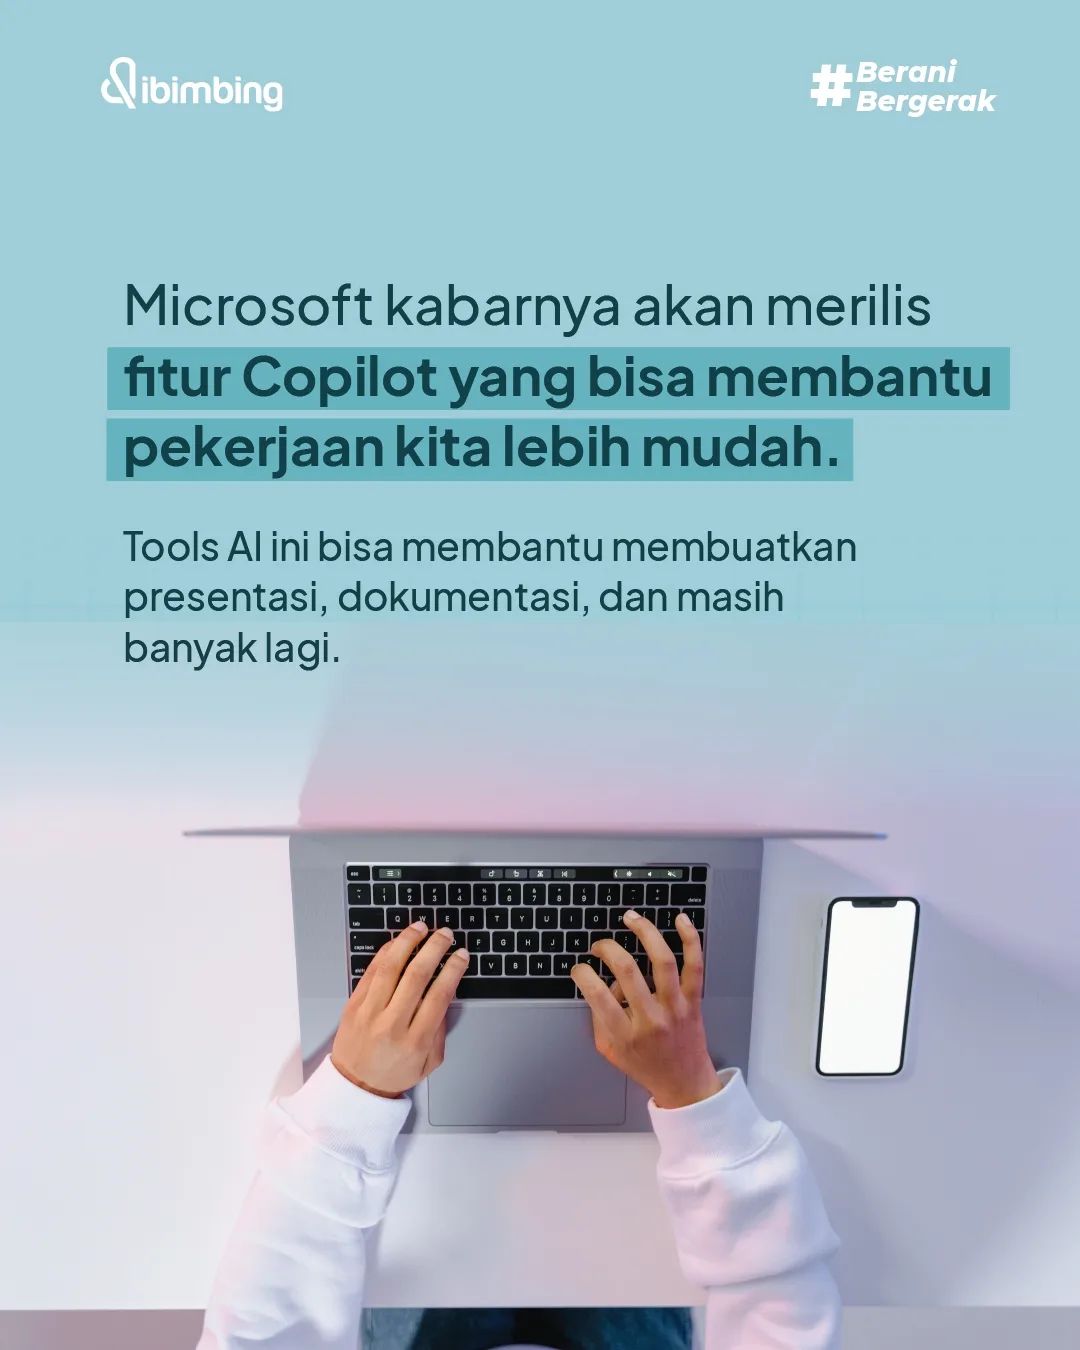 ibimbing
#Berani
Bergerak
Microsoft kabarnya akan merilis
fitur Copilot yang bisa membantu
pekerjaan kita lebih mudah.
Tools AI ini bisa membantu membuatkan
presentasi, dokumentasi, dan masih
banyak lagi.